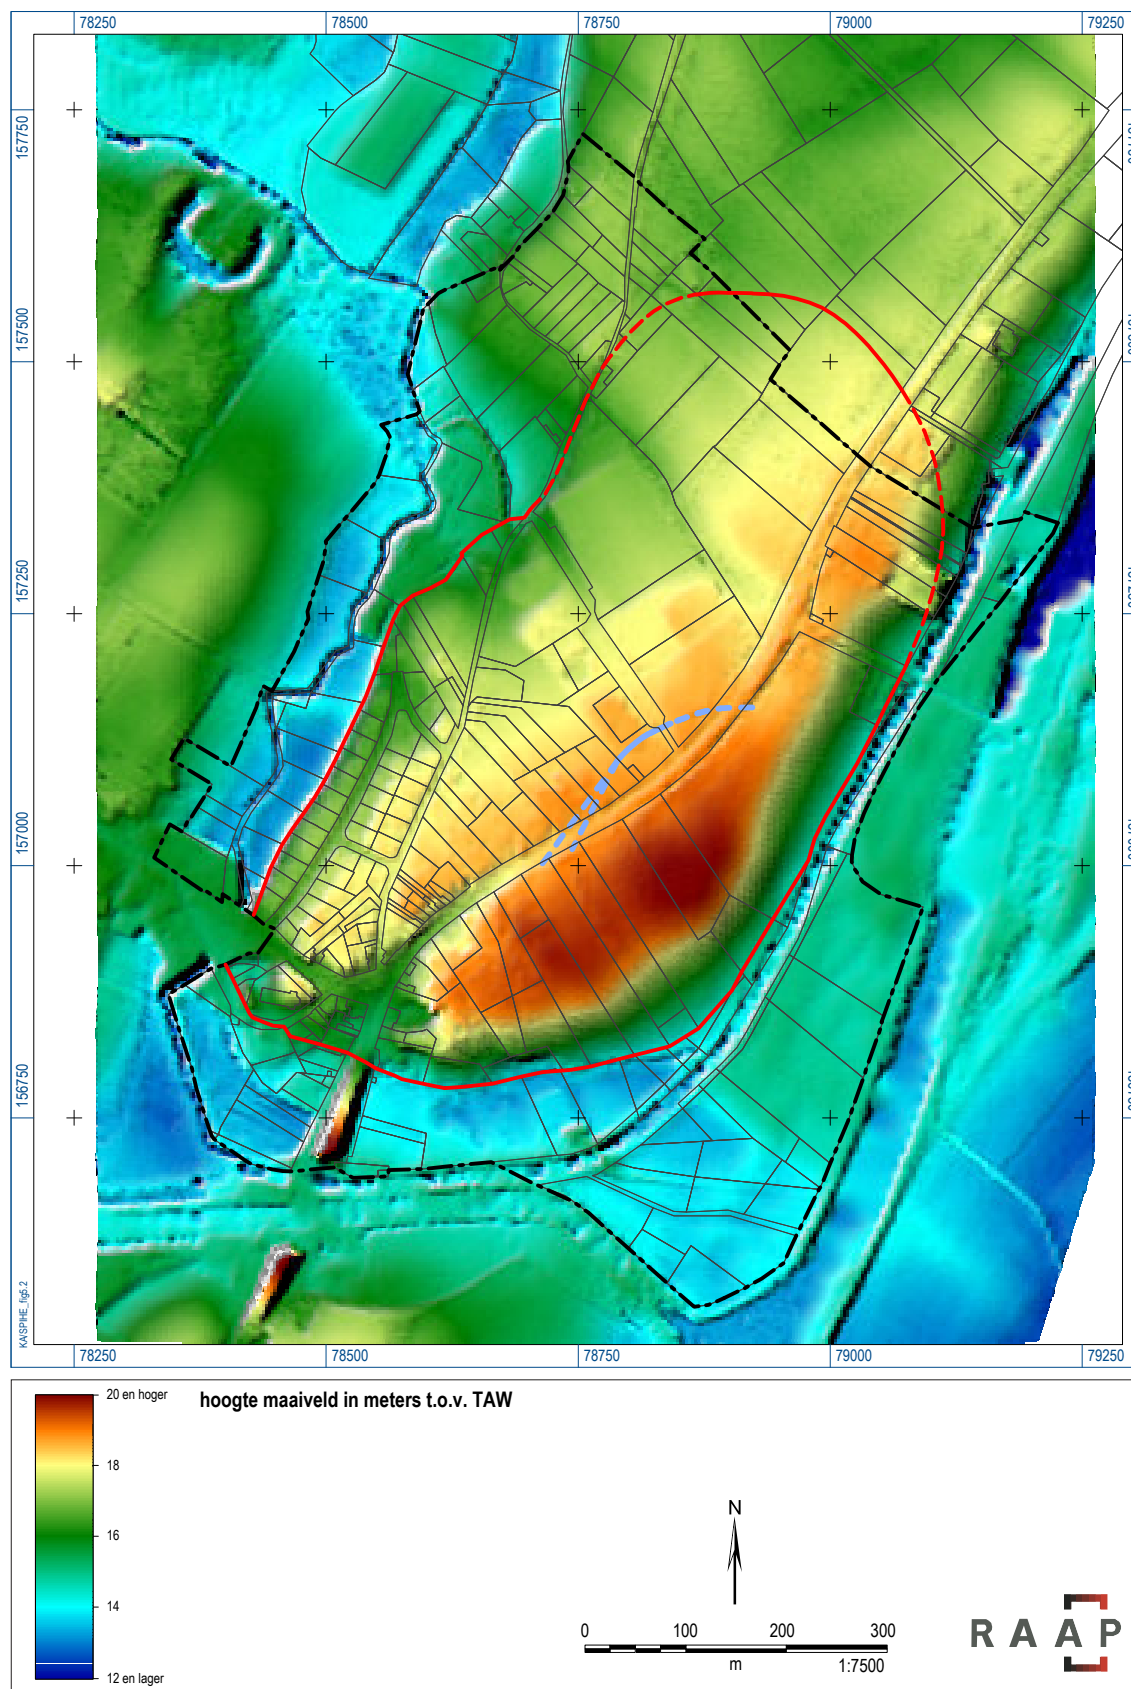 78250 78500 78750 79000 79250
157750
157500
157250
157000
156750
KA\SPIHE_fig5.2
78250 78500 78750 79000 79250
20 en hoger
hoogte maaiveld in meters t.o.v. TAW
18
16
14
12 en lager
N
0 100 200 300
m 1:7500
RAAP